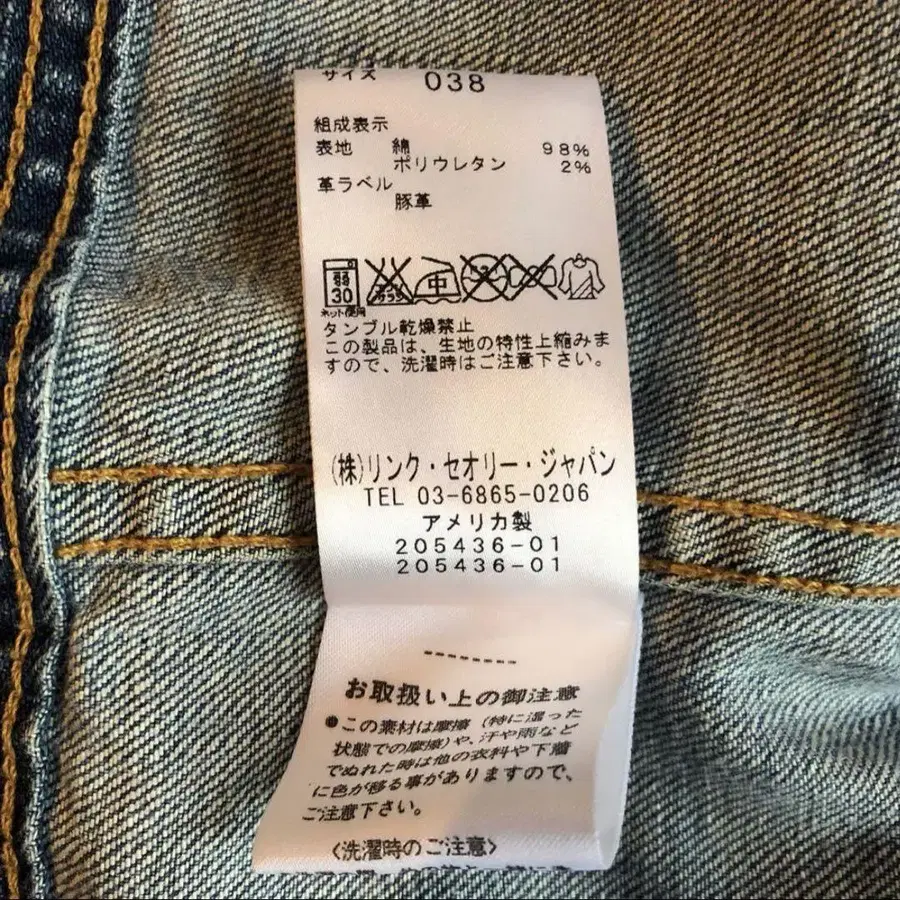 サイズ 038
組成表示
表地 綿 98%
ポリウレタン 2%
革ラベル
豚革
弱
30
サラシ
中
ネット使用
タンブル乾燥禁止
この製品は、生地の特性上縮みま
すので、洗濯時はご注意下さい。
(株)リンク・セオリー・ジャパン
TEL 03-6865-0206
アメリカ製
205436-01
205436-01
--------
お取扱い上の御注意
●この素材は摩擦(特に湿った
状態での摩擦)や、汗や雨など
でぬれた時は他の衣料や下着
に色が移る事がありますので、
ご注意下さい。
〈洗濯時のご注意〉